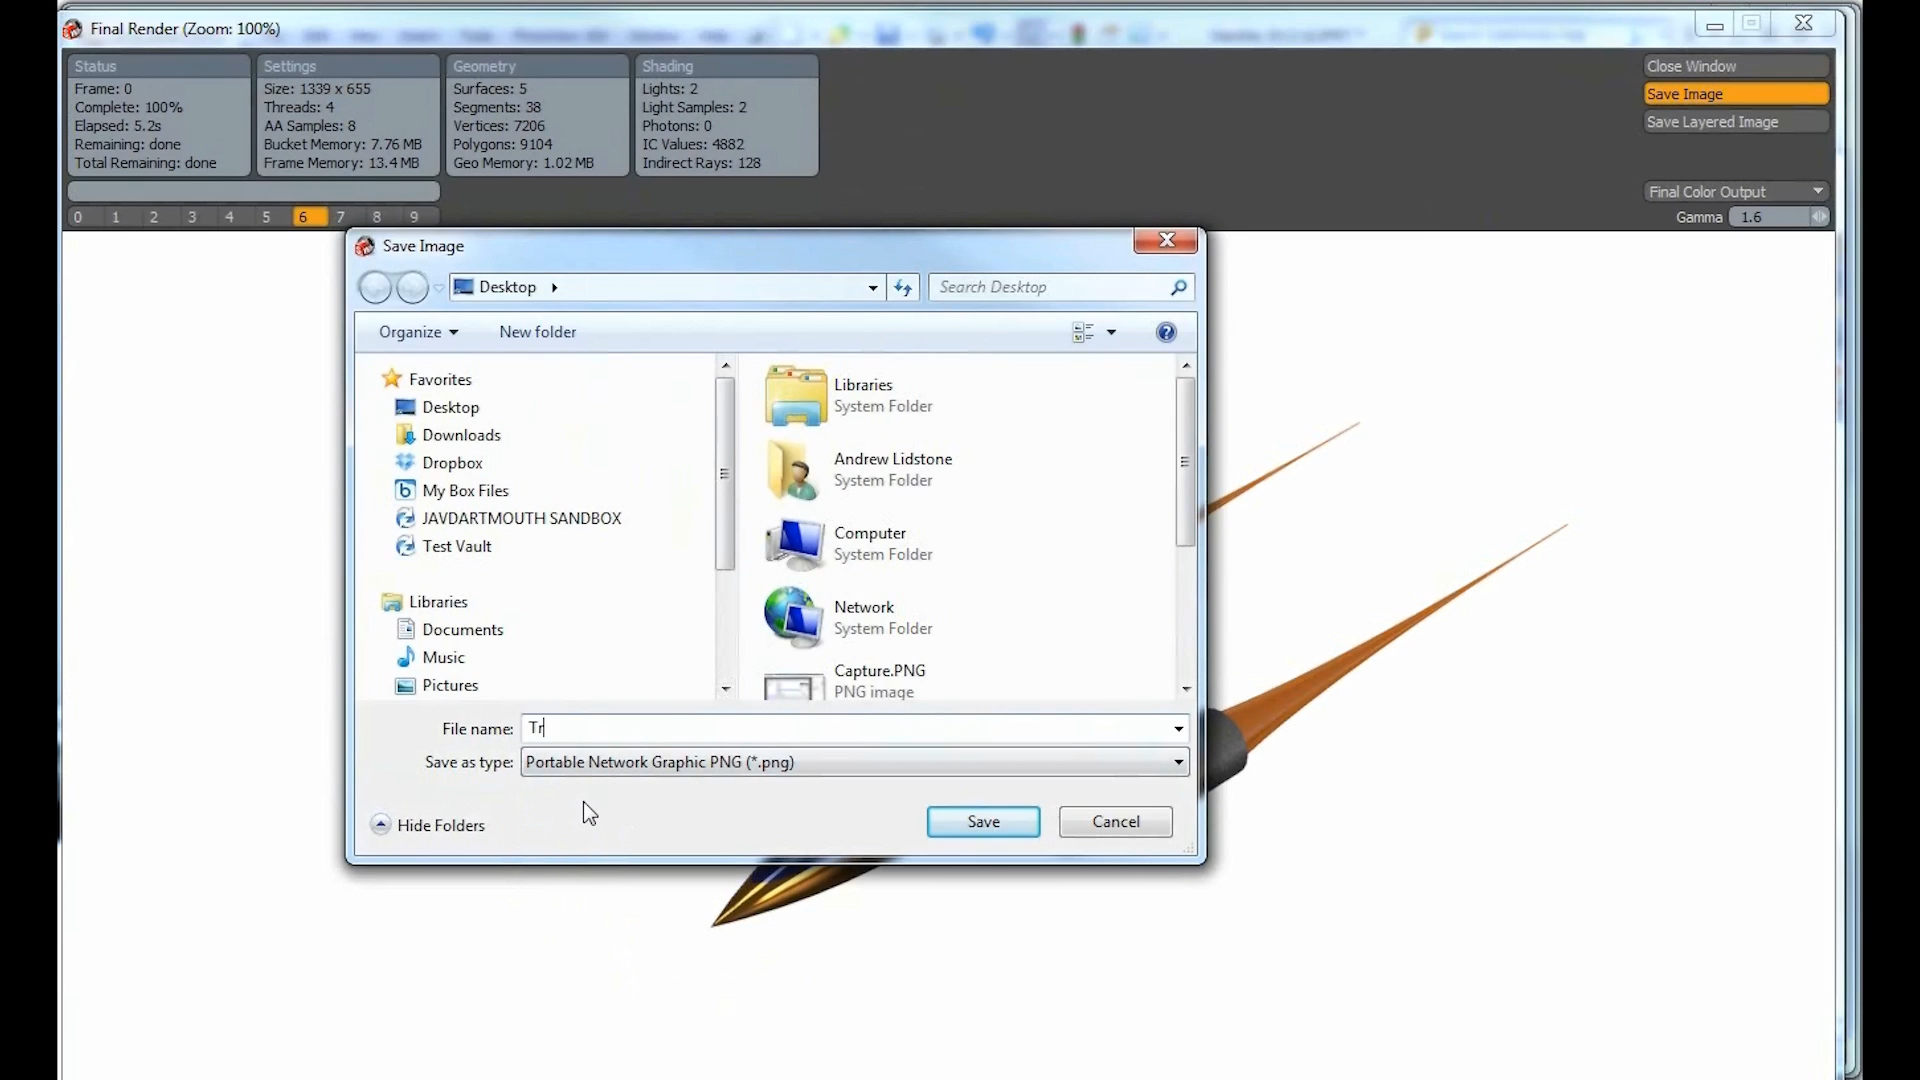 Final Render (Zoom: 100%)
Status
Frame: 0
Complete: 100%
Elapsed: 5.2s
Remaining: done
Total Remaining: done
Settings
Size: 1339 x 655
Threads: 4
AA Samples: 8
Bucket Memory: 7.76 MB
Frame Memory: 13.4 MB
Geometry
Surfaces: 5
Segments: 38
Vertices: 7206
Polygons: 9104
Geo Memory: 1.02 MB
Shading
Lights: 2
Light Samples: 2
Photons: 0
IC Values: 4882
Indirect Rays: 128
Close Window
Save Image
Save Layered Image
Final Color Output
Gamma 1.6
0 1 2 3 4 5 6 7 8 9
Save Image
Desktop
Search Desktop
Organize
New folder
Favorites
Desktop
Downloads
Dropbox
My Box Files
JAVDARTMOUTH SANDBOX
Test Vault
Libraries
Documents
Music
Pictures
Libraries
System Folder
Andrew Lidstone
System Folder
Computer
System Folder
Network
System Folder
Capture.PNG
PNG image
File name: Tr
Save as type: Portable Network Graphic PNG (*.png)
Hide Folders
Save
Cancel